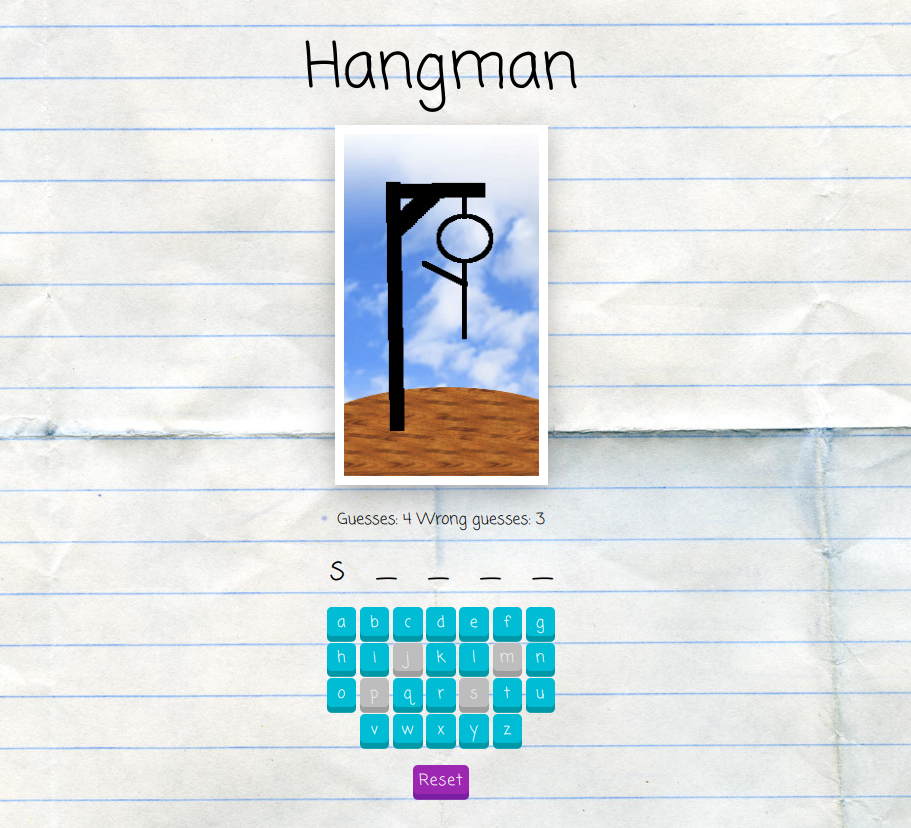 Hangman
Guesses: 4 Wrong guesses: 3
S _ _ _ _
a b c d e f g
h i j k l m n
o p q r s t u
v w x y z
Reset